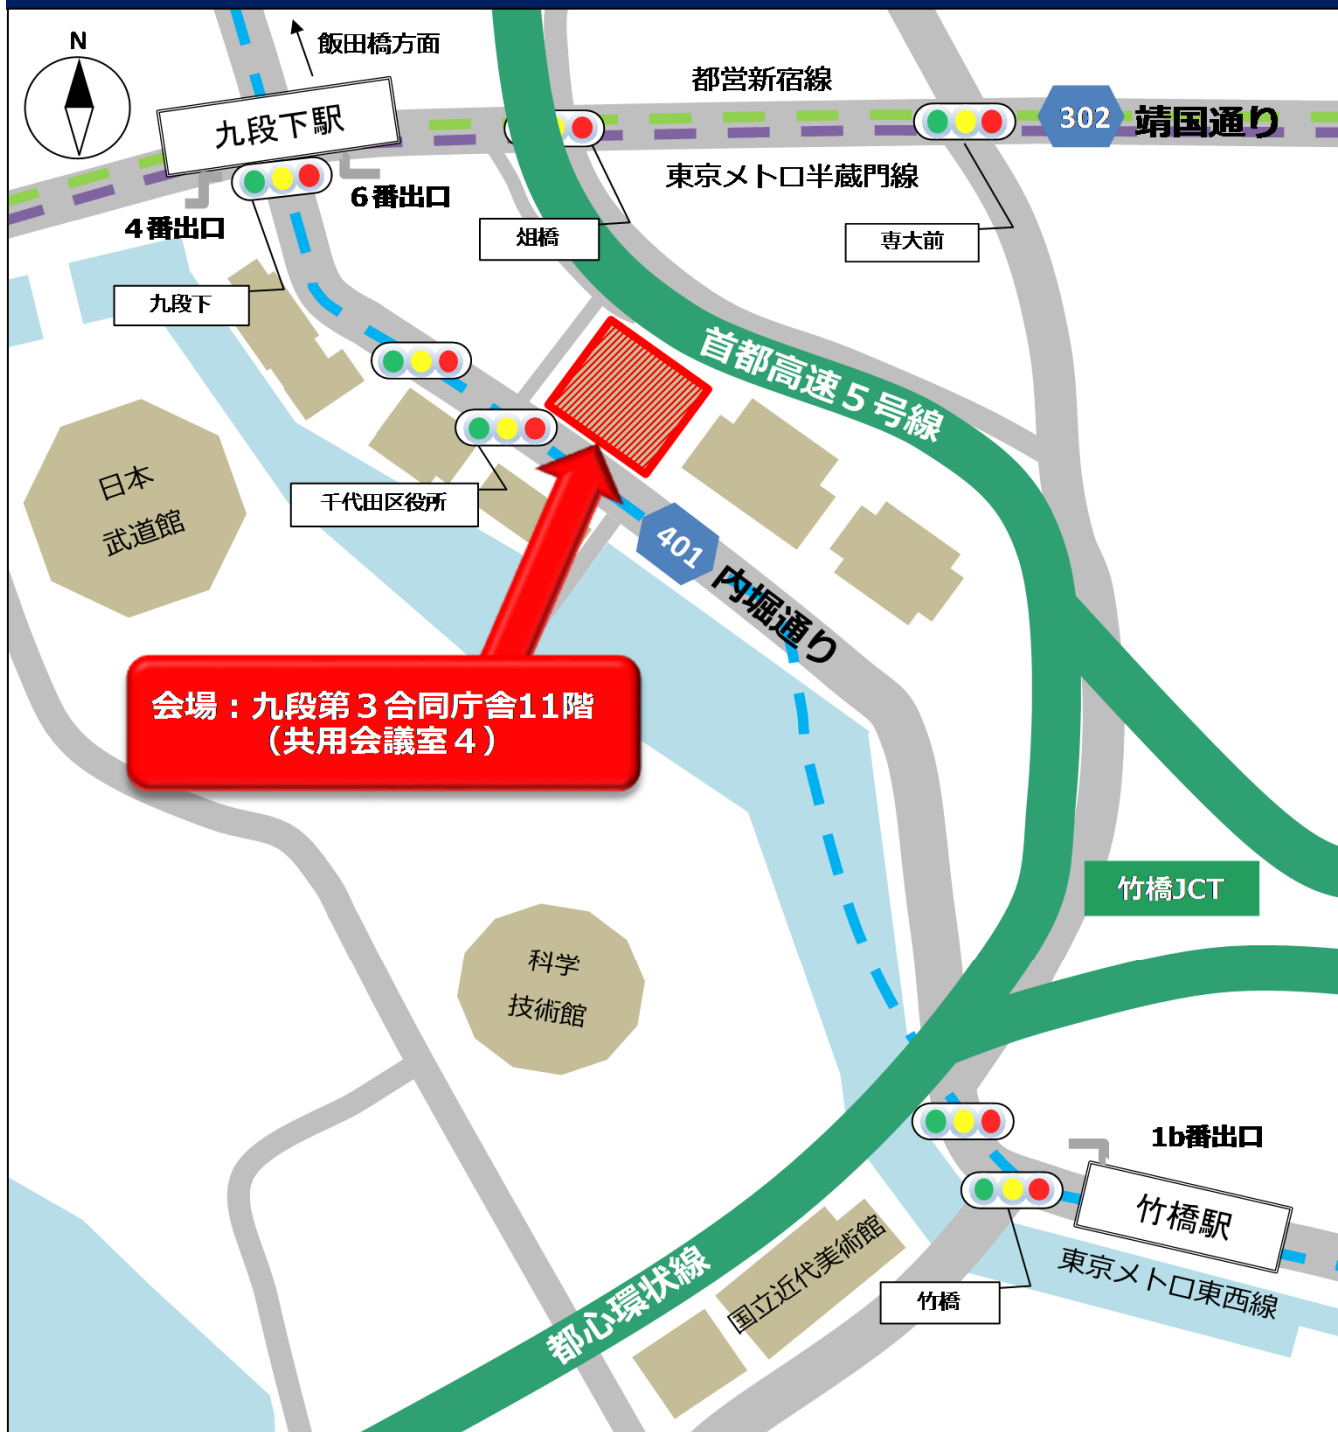 N
飯田橋方面
都営新宿線
九段下駅
302
靖国通り
東京メトロ半蔵門線
6番出口
4番出口
俎橋
専大前
九段下
首都高速5号線
日本
武道館
千代田区役所
401
内堀通り
会場：九段第３合同庁舎11階
（共用会議室４）
竹橋JCT
科学
技術館
1b番出口
竹橋駅
東京メトロ東西線
国立近代美術館
竹橋
都心環状線